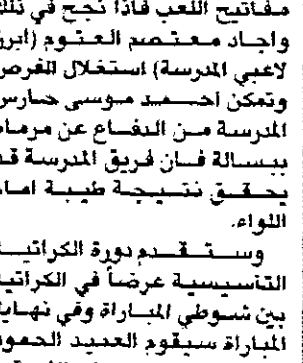 مفاتيح اللعب فاذا نجح في ذلك
واجاد معتصم العتوم (ابرز
لاعبي المدرسة) استغلال الفرص
وتمكن احمد موسى حارس
المدرسة من الدفاع عن مرماه
ببسالة فان فريق المدرسة قد
يحقق نتيجة طيبة امام
اللواء.
وستقدم دورة الكراتيه
التأسيسية عرضاً في الكراتيه
بين شوطي المباراة وفي نهاية
المباراة سيقوم العميد الحمود